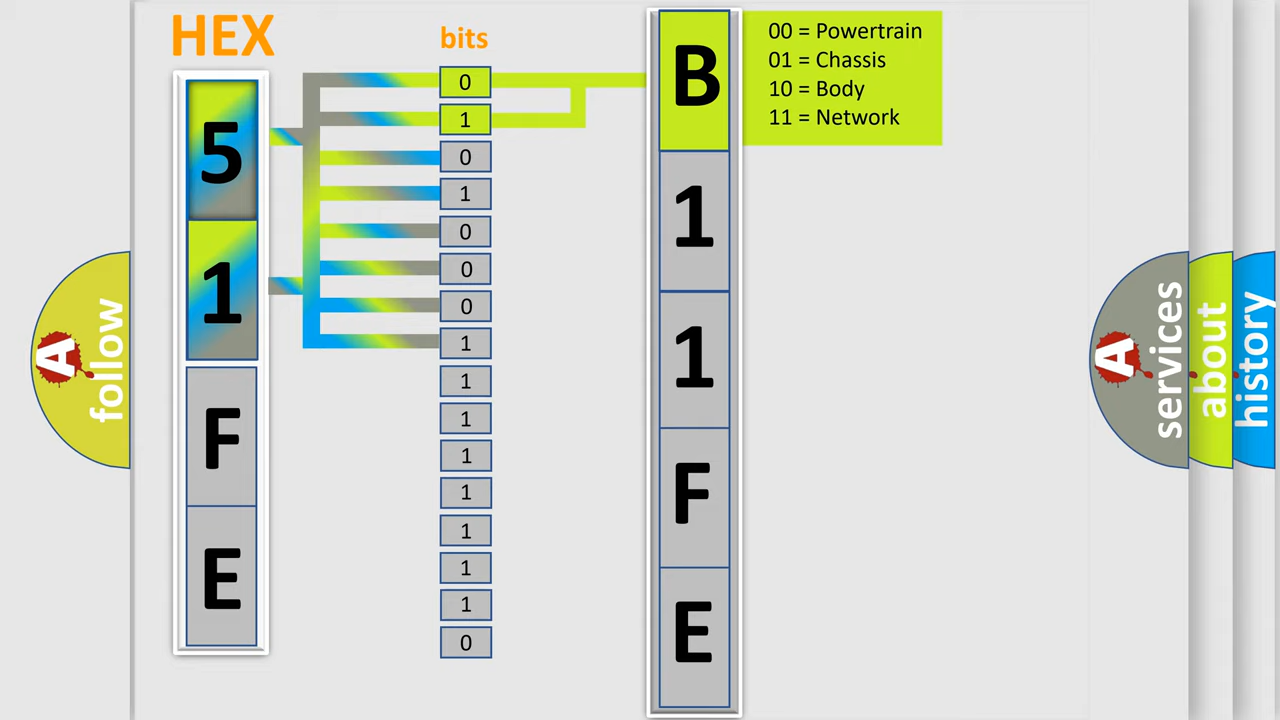 HEX
bits
5
1
F
E
0
1
0
1
0
0
0
1
1
1
1
1
1
1
1
0
B
1
1
F
E
00 = Powertrain
01 = Chassis
10 = Body
11 = Network
A
follow
A
services
about
history